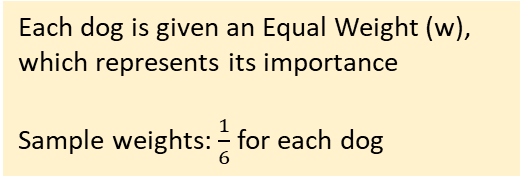 Each dog is given an Equal Weight (w),
which represents its importance
Sample weights: 1/6 for each dog